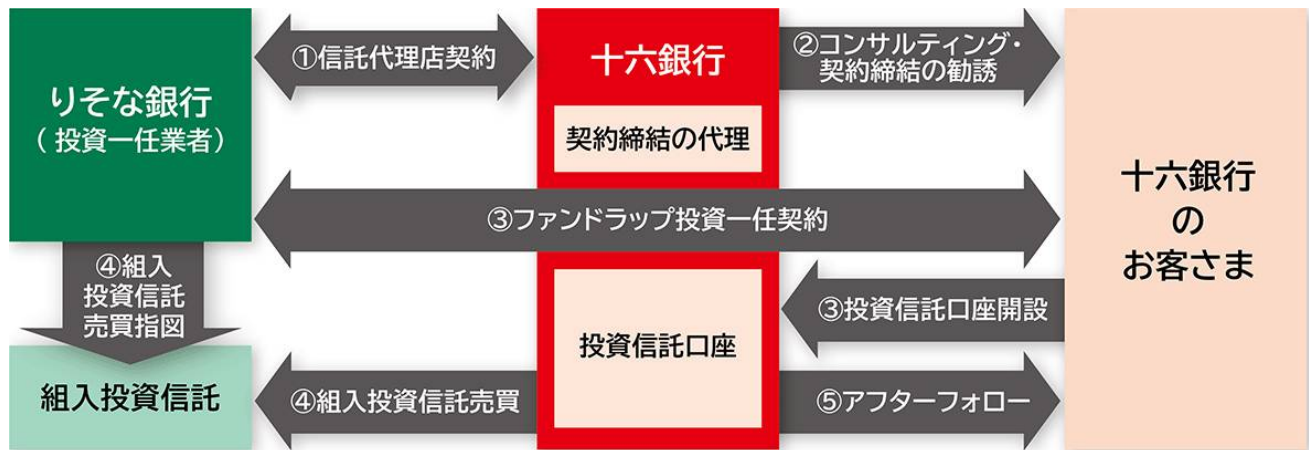 りそな銀行
（投資一任業者）
①信託代理店契約
十六銀行
契約締結の代理
②コンサルティング・
契約締結の勧誘
十六銀行
の
お客さま
③ファンドラップ投資一任契約
④組入
投資信託
売買指図
投資信託口座
③投資信託口座開設
組入投資信託
④組入投資信託売買
⑤アフターフォロー